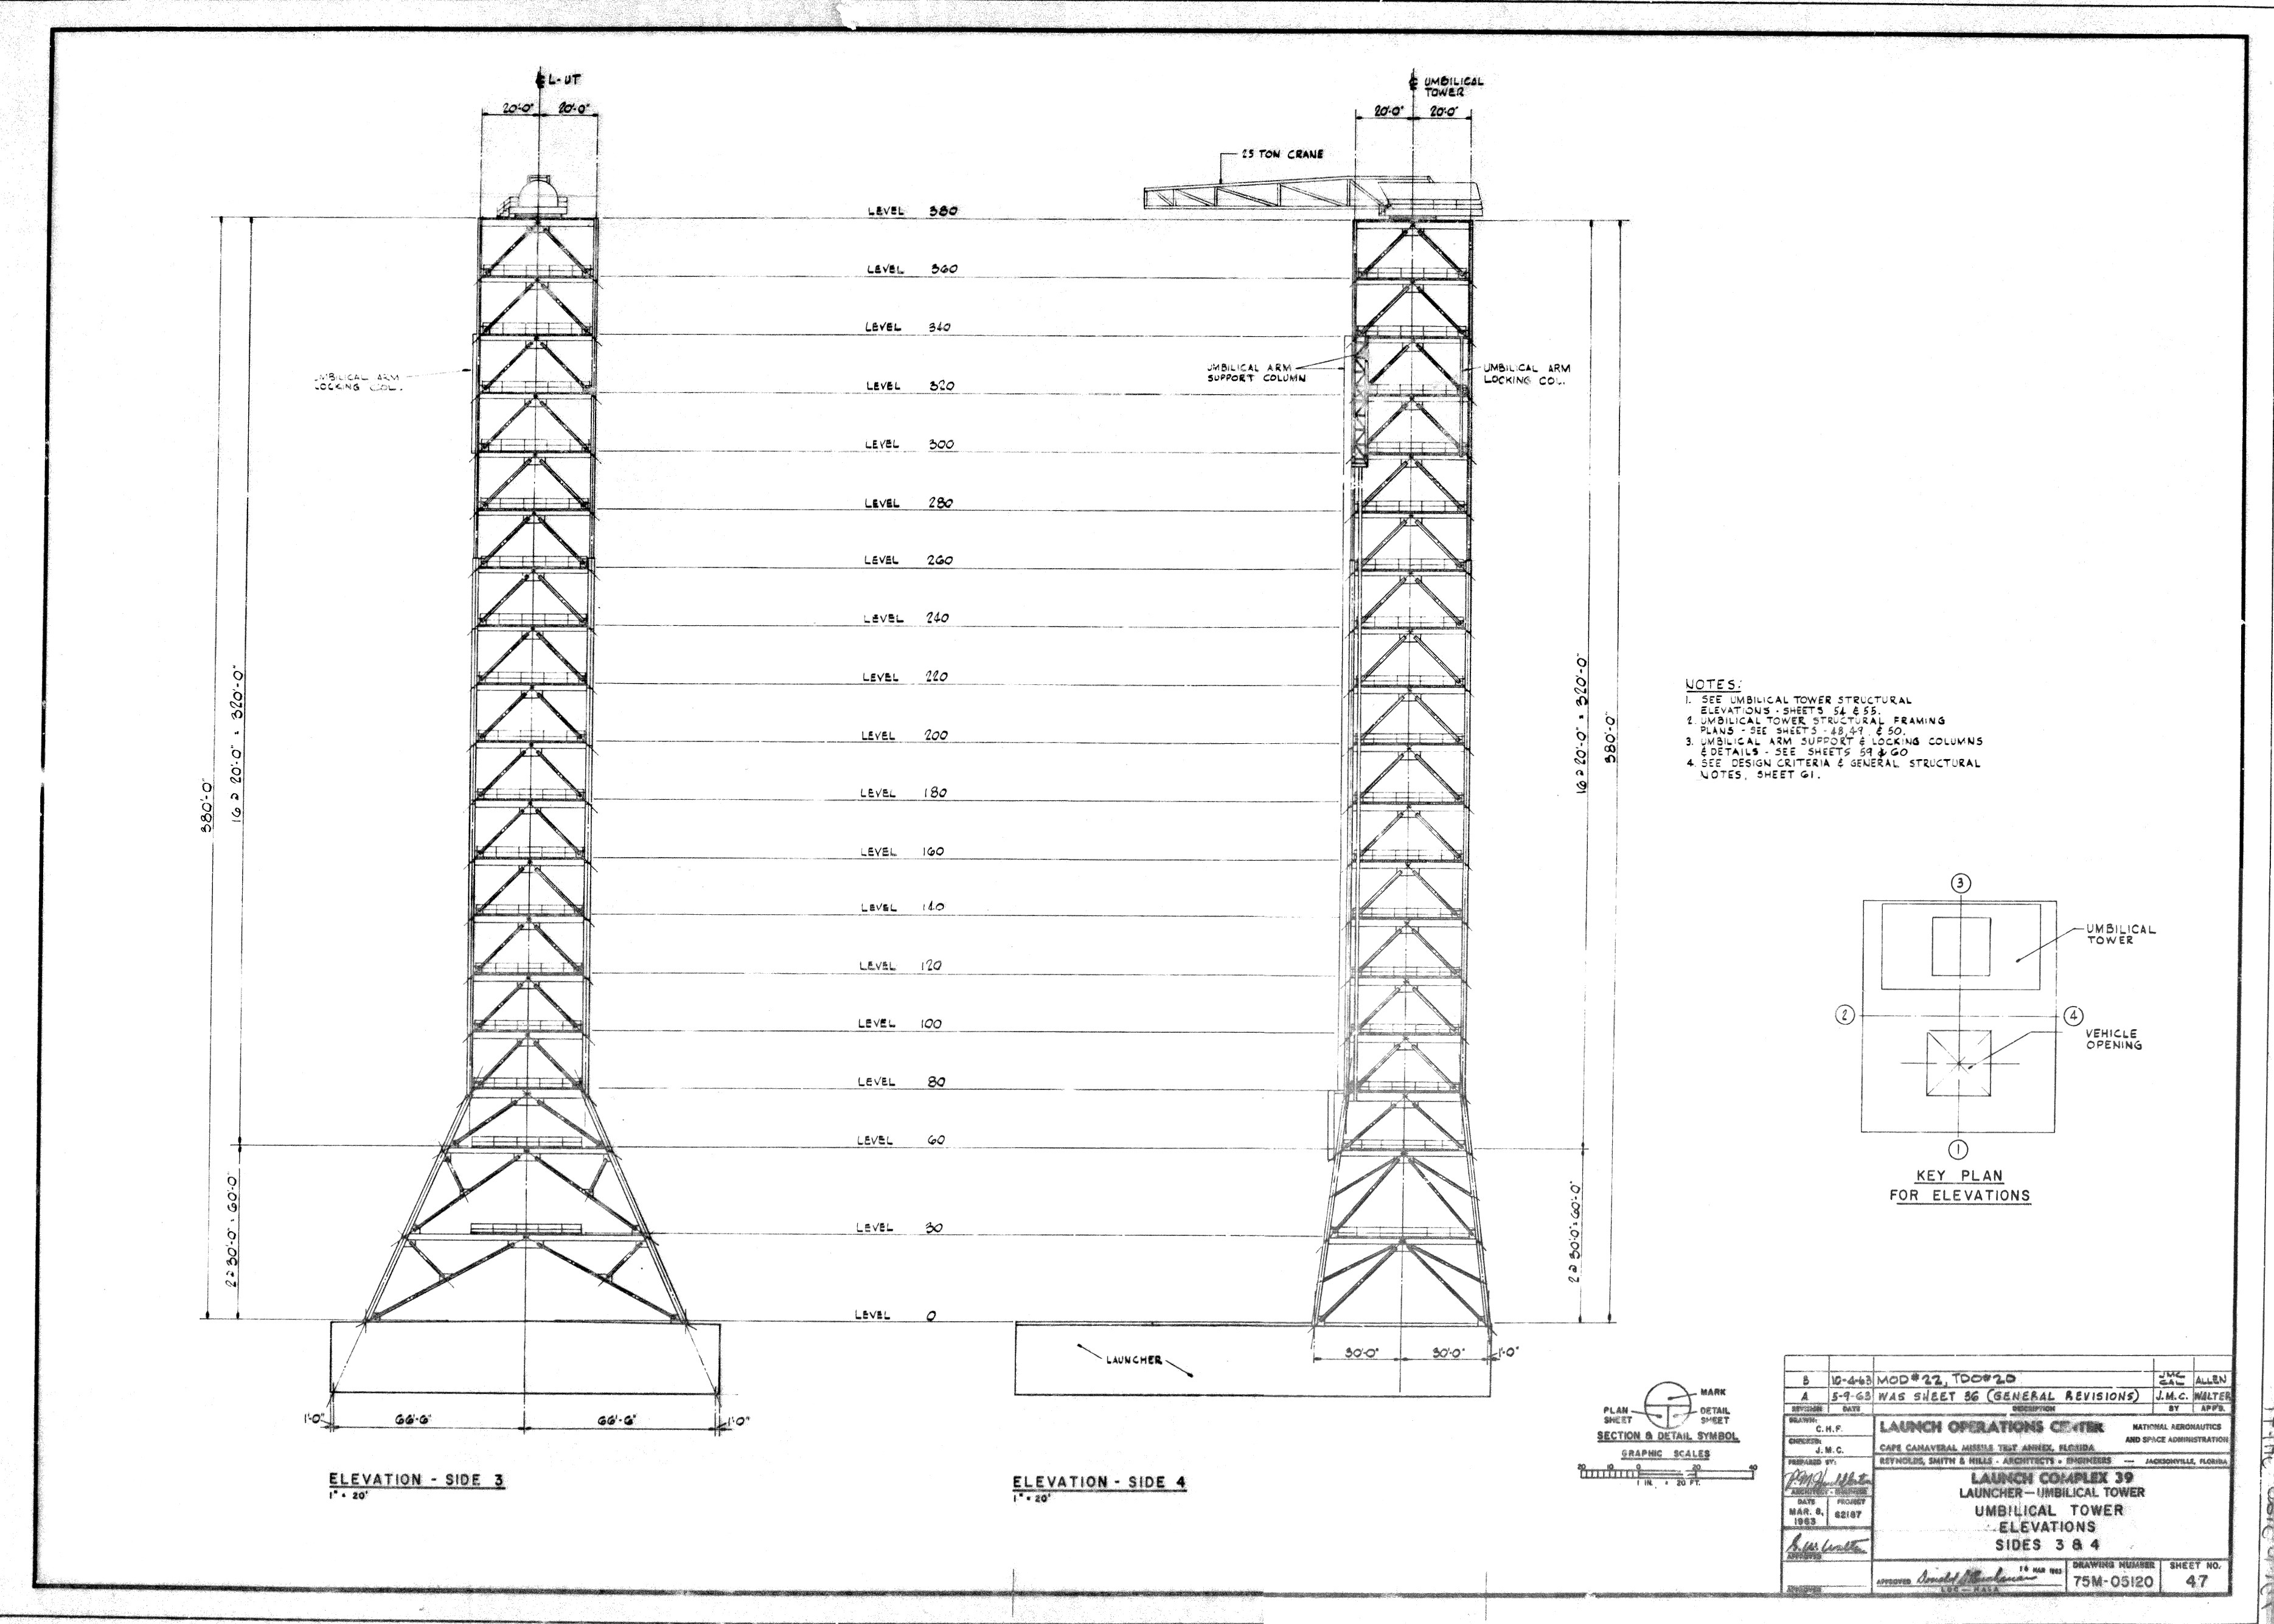 ℄ L-UT
20'-0" 20'-0"
℄ UMBILICAL
TOWER
20'-0" 20'-0"
25 TON CRANE
LEVEL 380
LEVEL 360
LEVEL 340
UMBILICAL ARM
LOCKING COL.
UMBILICAL ARM
SUPPORT COLUMN
UMBILICAL ARM
LOCKING COL.
LEVEL 320
LEVEL 300
LEVEL 280
LEVEL 260
LEVEL 240
LEVEL 220
LEVEL 200
LEVEL 180
LEVEL 160
LEVEL 140
LEVEL 120
LEVEL 100
LEVEL 80
LEVEL 60
LEVEL 30
LEVEL 0
380'-0"
16 @ 20'-0" = 320'-0"
2 @ 30'-0" = 60'-0"
16 @ 20'-0" = 320'-0"
380'-0"
2 @ 30'-0" = 60'-0"
LAUNCHER
30'-0" 30'-0" 1'-0"
1'-0" 66'-6" 66'-6" 1'-0"
ELEVATION - SIDE 3
1" = 20'
ELEVATION - SIDE 4
1" = 20'
NOTES:
1. SEE UMBILICAL TOWER STRUCTURAL
ELEVATIONS - SHEETS 54 & 55.
2. UMBILICAL TOWER STRUCTURAL FRAMING
PLANS - SEE SHEETS - 48, 49, & 50.
3. UMBILICAL ARM SUPPORT & LOCKING COLUMNS
& DETAILS - SEE SHEETS 59 & 60
4. SEE DESIGN CRITERIA & GENERAL STRUCTURAL
NOTES, SHEET 61.
3
UMBILICAL
TOWER
2
4
VEHICLE
OPENING
1
KEY PLAN
FOR ELEVATIONS
MARK
PLAN
SHEET
DETAIL
SHEET
SECTION & DETAIL SYMBOL
GRAPHIC SCALES
20 10 0 20 40
1 IN. = 20 FT.
B 10-4-63 MOD #22, TDO#20 JMC ALLEN
A 5-9-63 WAS SHEET 36 (GENERAL REVISIONS) J.M.C. WALTER
REVISION DATE DESCRIPTION BY APP'D.
DRAWN:
C.H.F.
CHECKED:
J.M.C.
PREPARED BY:
ARCHITECT - ENGINEER
DATE PROJECT
MAR. 8, 1963 62187
APPROVED
LAUNCH OPERATIONS CENTER
NATIONAL AERONAUTICS
AND SPACE ADMINISTRATION
CAPE CANAVERAL MISSILE TEST ANNEX, FLORIDA
REYNOLDS, SMITH & HILLS - ARCHITECTS • ENGINEERS — JACKSONVILLE, FLORIDA
LAUNCH COMPLEX 39
LAUNCHER—UMBILICAL TOWER
UMBILICAL TOWER
ELEVATIONS
SIDES 3 & 4
APPROVED Donald D. Buchanan 16 MAR 1963
LOC — NASA
DRAWING NUMBER
75M-05120
SHEET NO.
47